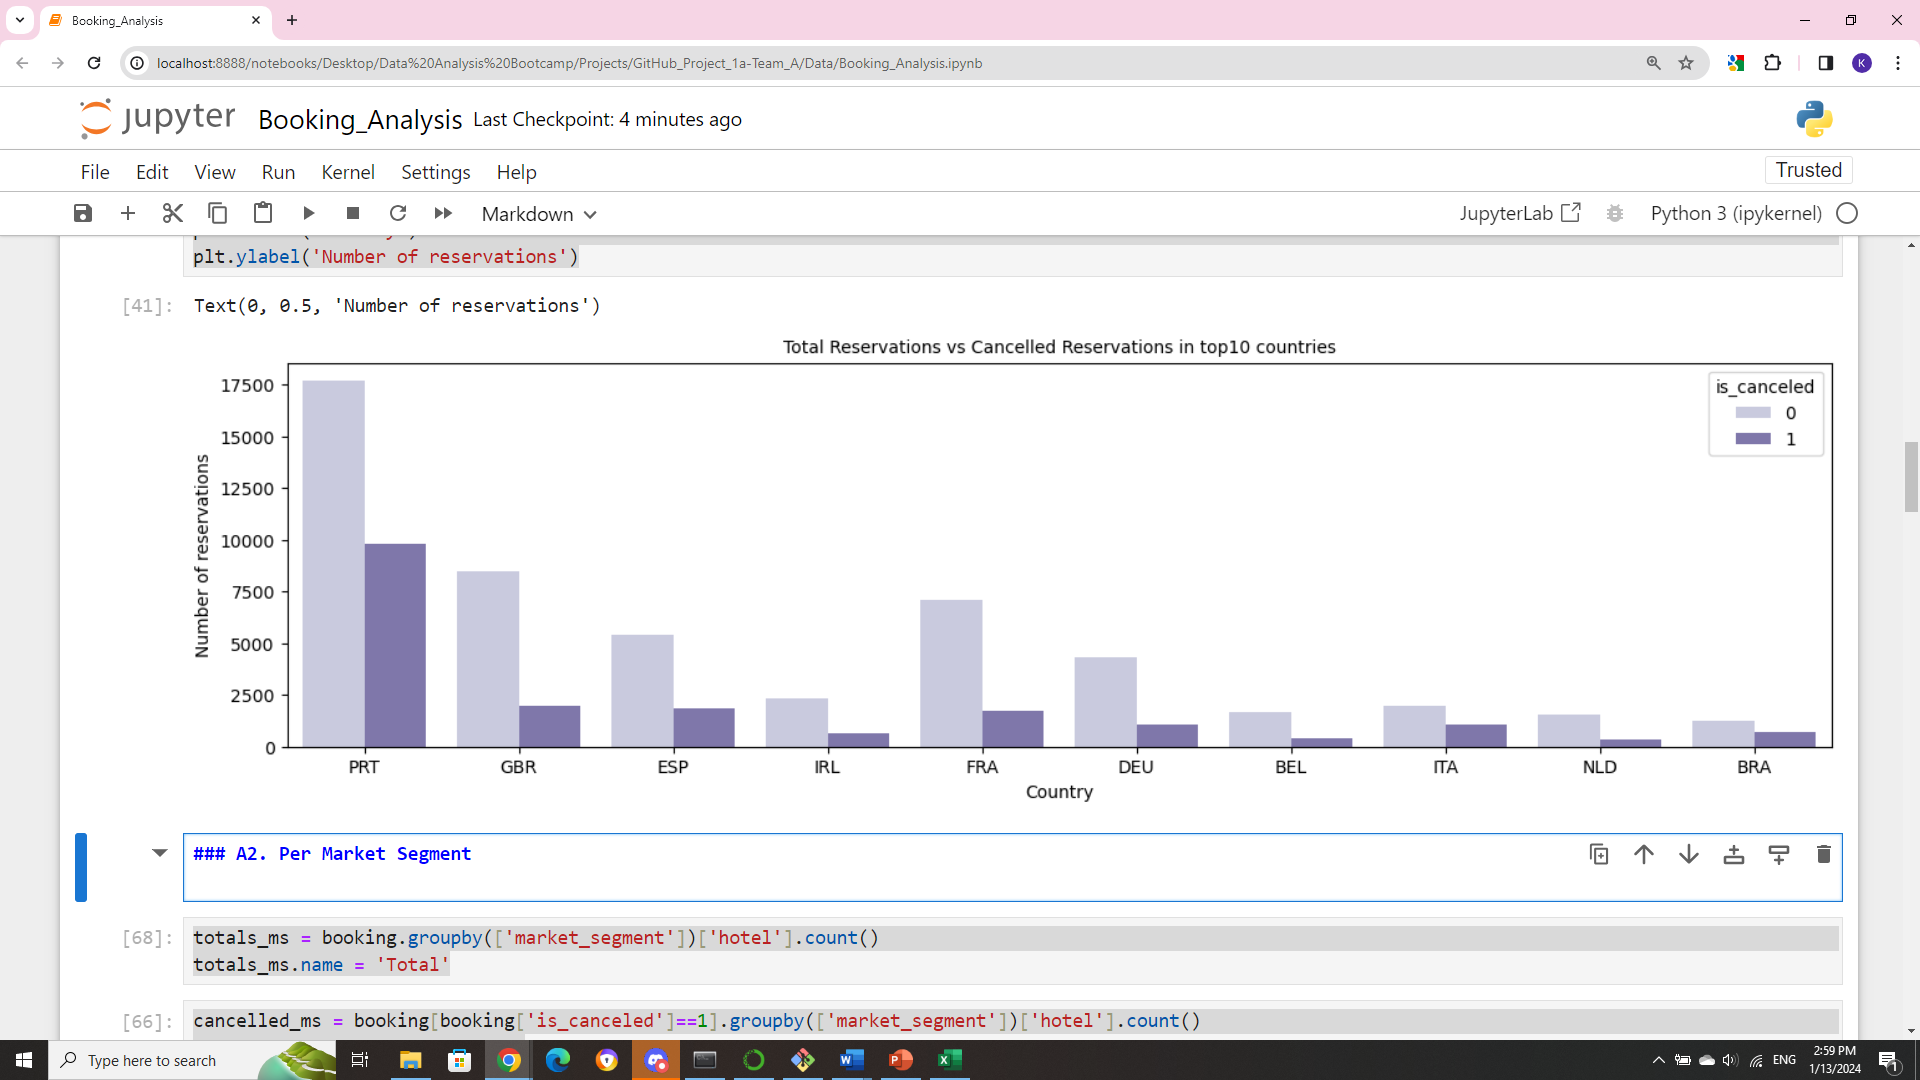 Booking_Analysis
localhost:8888/notebooks/Desktop/Data%20Analysis%20Bootcamp/Projects/GitHub_Project_1a-Team_A/Data/Booking_Analysis.ipynb
K
jupyter Booking_Analysis Last Checkpoint: 4 minutes ago
File Edit View Run Kernel Settings Help
Trusted
Markdown
JupyterLab
Python 3 (ipykernel)
plt.ylabel('Number of reservations')
[41]: Text(0, 0.5, 'Number of reservations')
Total Reservations vs Cancelled Reservations in top10 countries
17500
15000
12500
10000
7500
5000
2500
0
Number of reservations
is_canceled
0
1
PRT GBR ESP IRL FRA DEU BEL ITA NLD BRA
Country
### A2. Per Market Segment
[68]: totals_ms = booking.groupby(['market_segment'])['hotel'].count()
totals_ms.name = 'Total'
[66]: cancelled_ms = booking[booking['is_canceled']==1].groupby(['market_segment'])['hotel'].count()
Type here to search
ENG
2:59 PM
1/13/2024
1